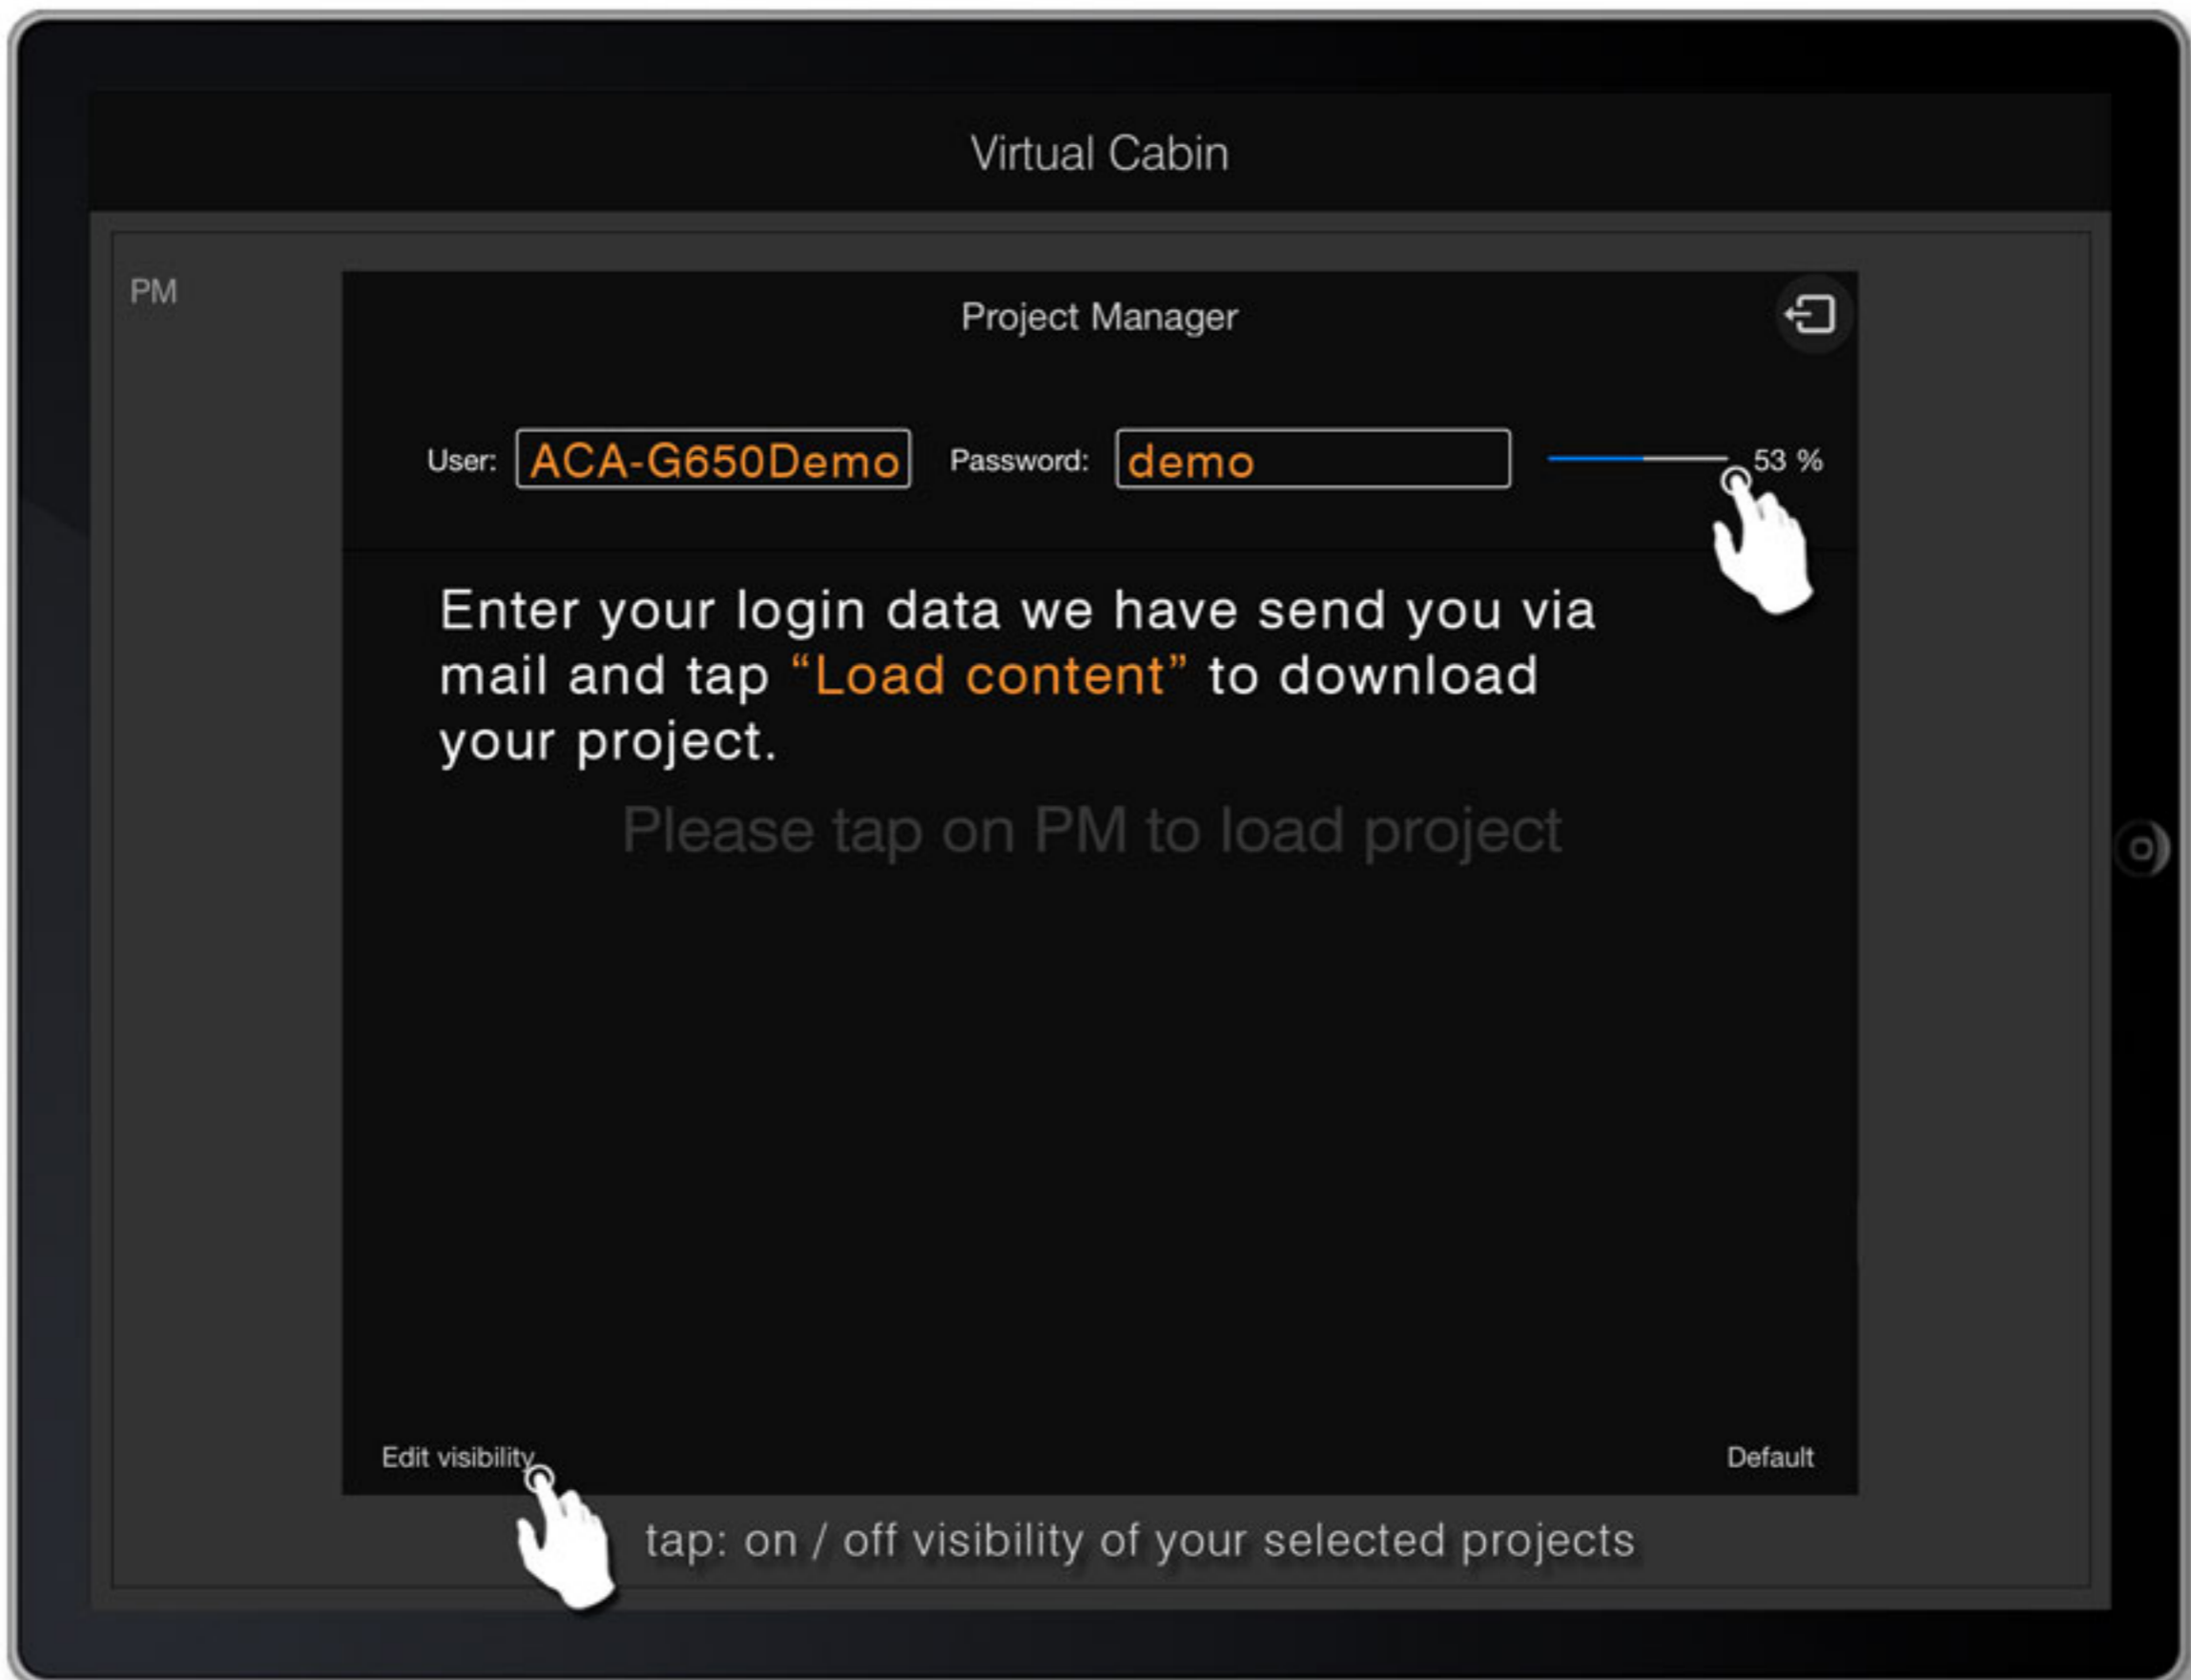 Virtual Cabin
PM
Project Manager
User: ACA-G650Demo Password: demo 53 %
Enter your login data we have send you via
mail and tap “Load content” to download
your project.
Please tap on PM to load project
Edit visibility Default
tap: on / off visibility of your selected projects